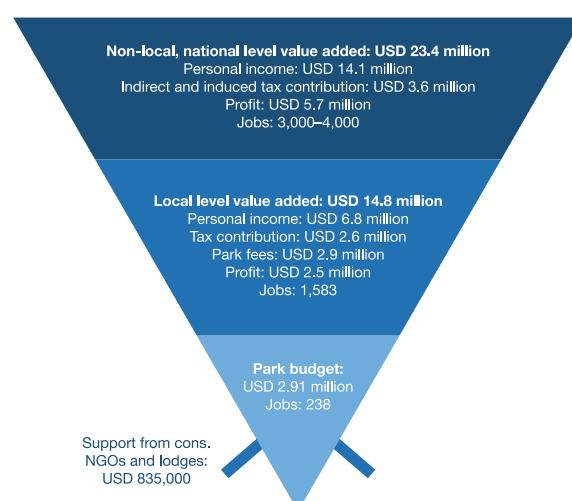 Non-local, national level value added: USD 23.4 million
Personal income: USD 14.1 million
Indirect and induced tax contribution: USD 3.6 million
Profit: USD 5.7 million
Jobs: 3,000–4,000
Local level value added: USD 14.8 million
Personal income: USD 6.8 million
Tax contribution: USD 2.6 million
Park fees: USD 2.9 million
Profit: USD 2.5 million
Jobs: 1,583
Park budget:
USD 2.91 million
Jobs: 238
Support from cons.
NGOs and lodges:
USD 835,000